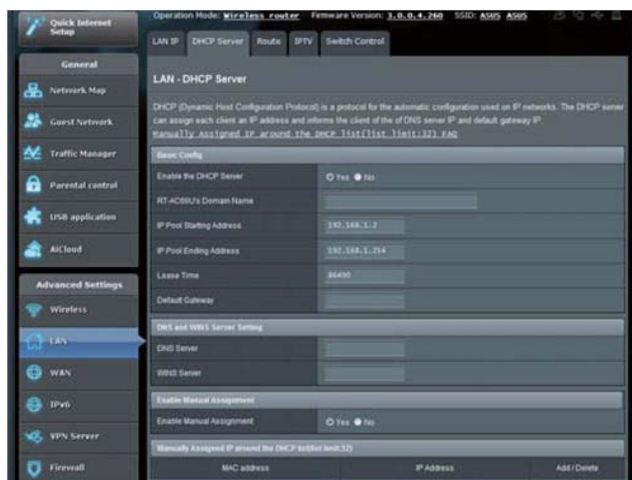 Quick Internet
Setup
Operation Mode: Wireless router Firmware Version: 3.0.0.4.260 SSID: ASUS ASUS
LAN IP DHCP Server Route IPTV Switch Control
General
Network Map
Guest Network
Traffic Manager
Parental control
USB application
AiCloud
Advanced Settings
Wireless
LAN
WAN
IPv6
VPN Server
Firewall
LAN - DHCP Server
DHCP (Dynamic Host Configuration Protocol) is a protocol for the automatic configuration used on IP networks. The DHCP server
can assign each client an IP address and informs the client of the of DNS server IP and default gateway IP.
Manually Assigned IP around the DHCP list(list limit:32) FAQ
Basic Config
Enable the DHCP Server Yes No
RT-AC68U's Domain Name
IP Pool Starting Address 192.168.1.2
IP Pool Ending Address 192.168.1.254
Lease Time 86400
Default Gateway
DNS and WINS Server Setting
DNS Server
WINS Server
Enable Manual Assignment
Enable Manual Assignment Yes No
Manually Assigned IP around the DHCP list(list limit:32)
MAC address IP Address Add / Delete